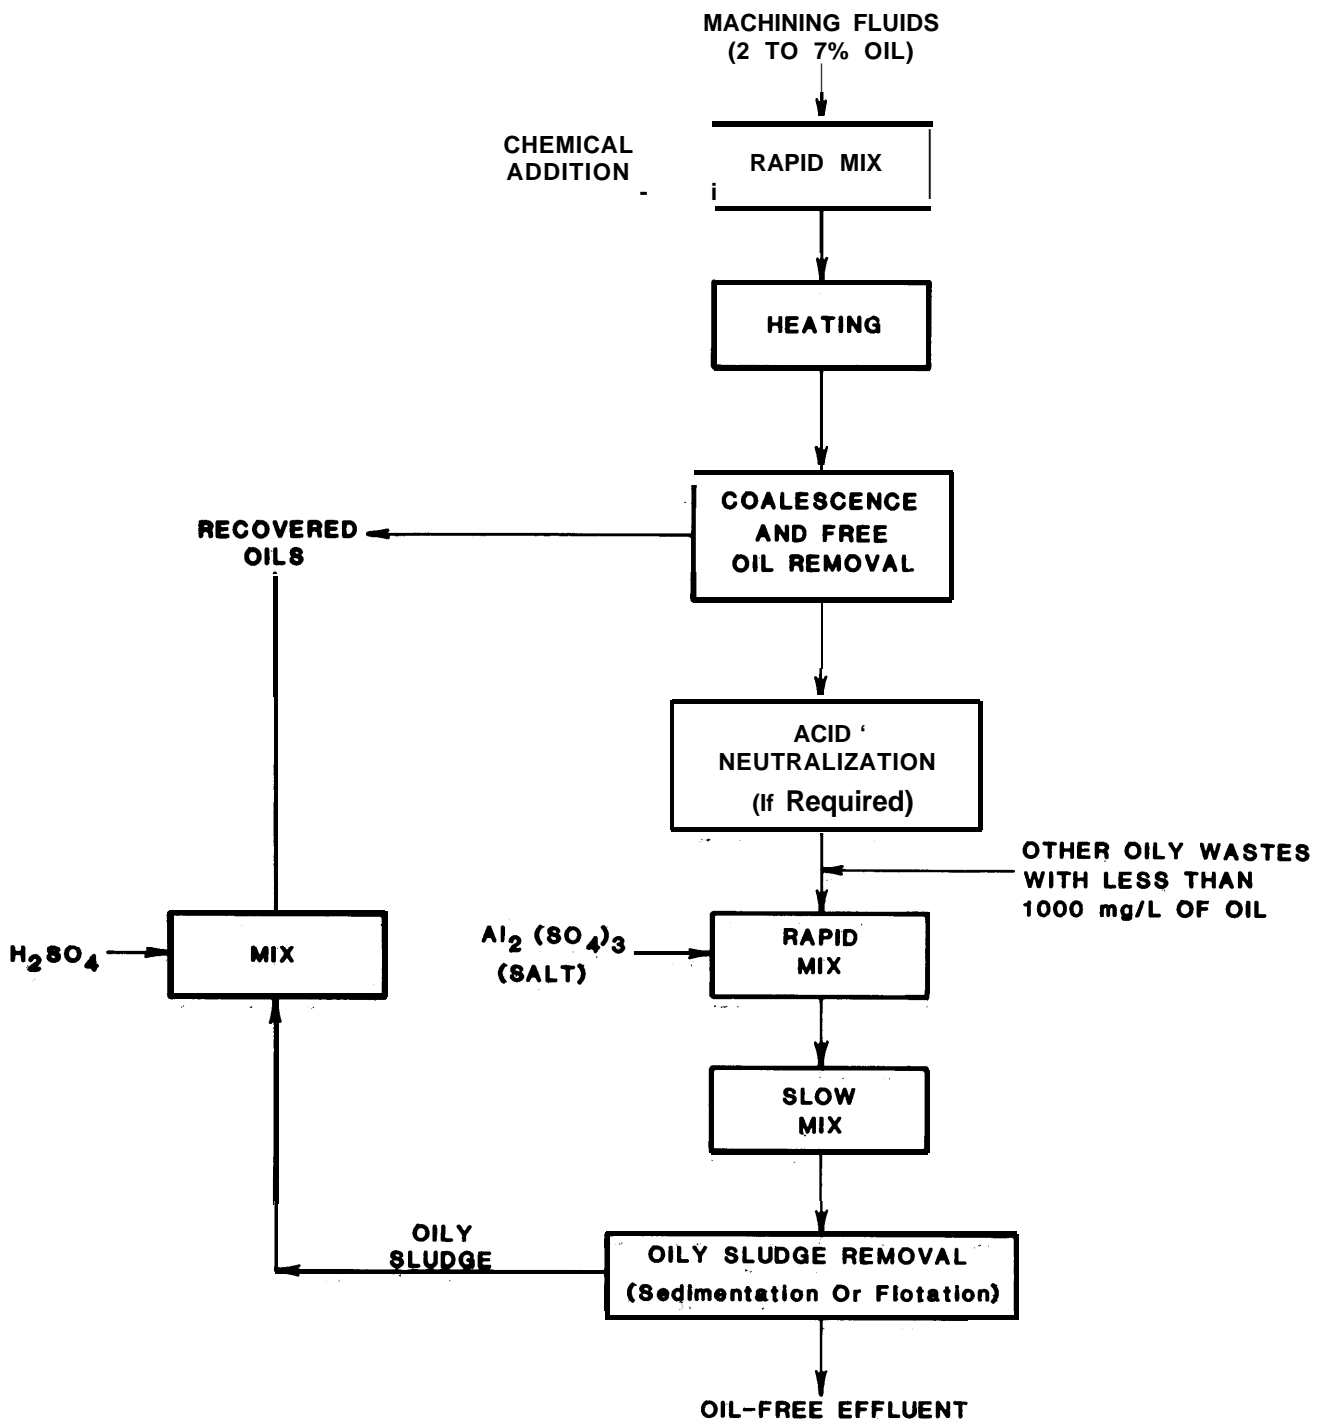 MACHINING FLUIDS
(2 TO 7% OIL)
CHEMICAL
ADDITION
RAPID MIX
HEATING
COALESCENCE
AND FREE
OIL REMOVAL
RECOVERED
OILS
ACID
NEUTRALIZATION
(If Required)
OTHER OILY WASTES
WITH LESS THAN
1000 mg/L OF OIL
Al₂ (SO₄)₃
(SALT)
RAPID
MIX
H₂SO₄
MIX
SLOW
MIX
OILY
SLUDGE
OILY SLUDGE REMOVAL
(Sedimentation Or Flotation)
OIL-FREE EFFLUENT